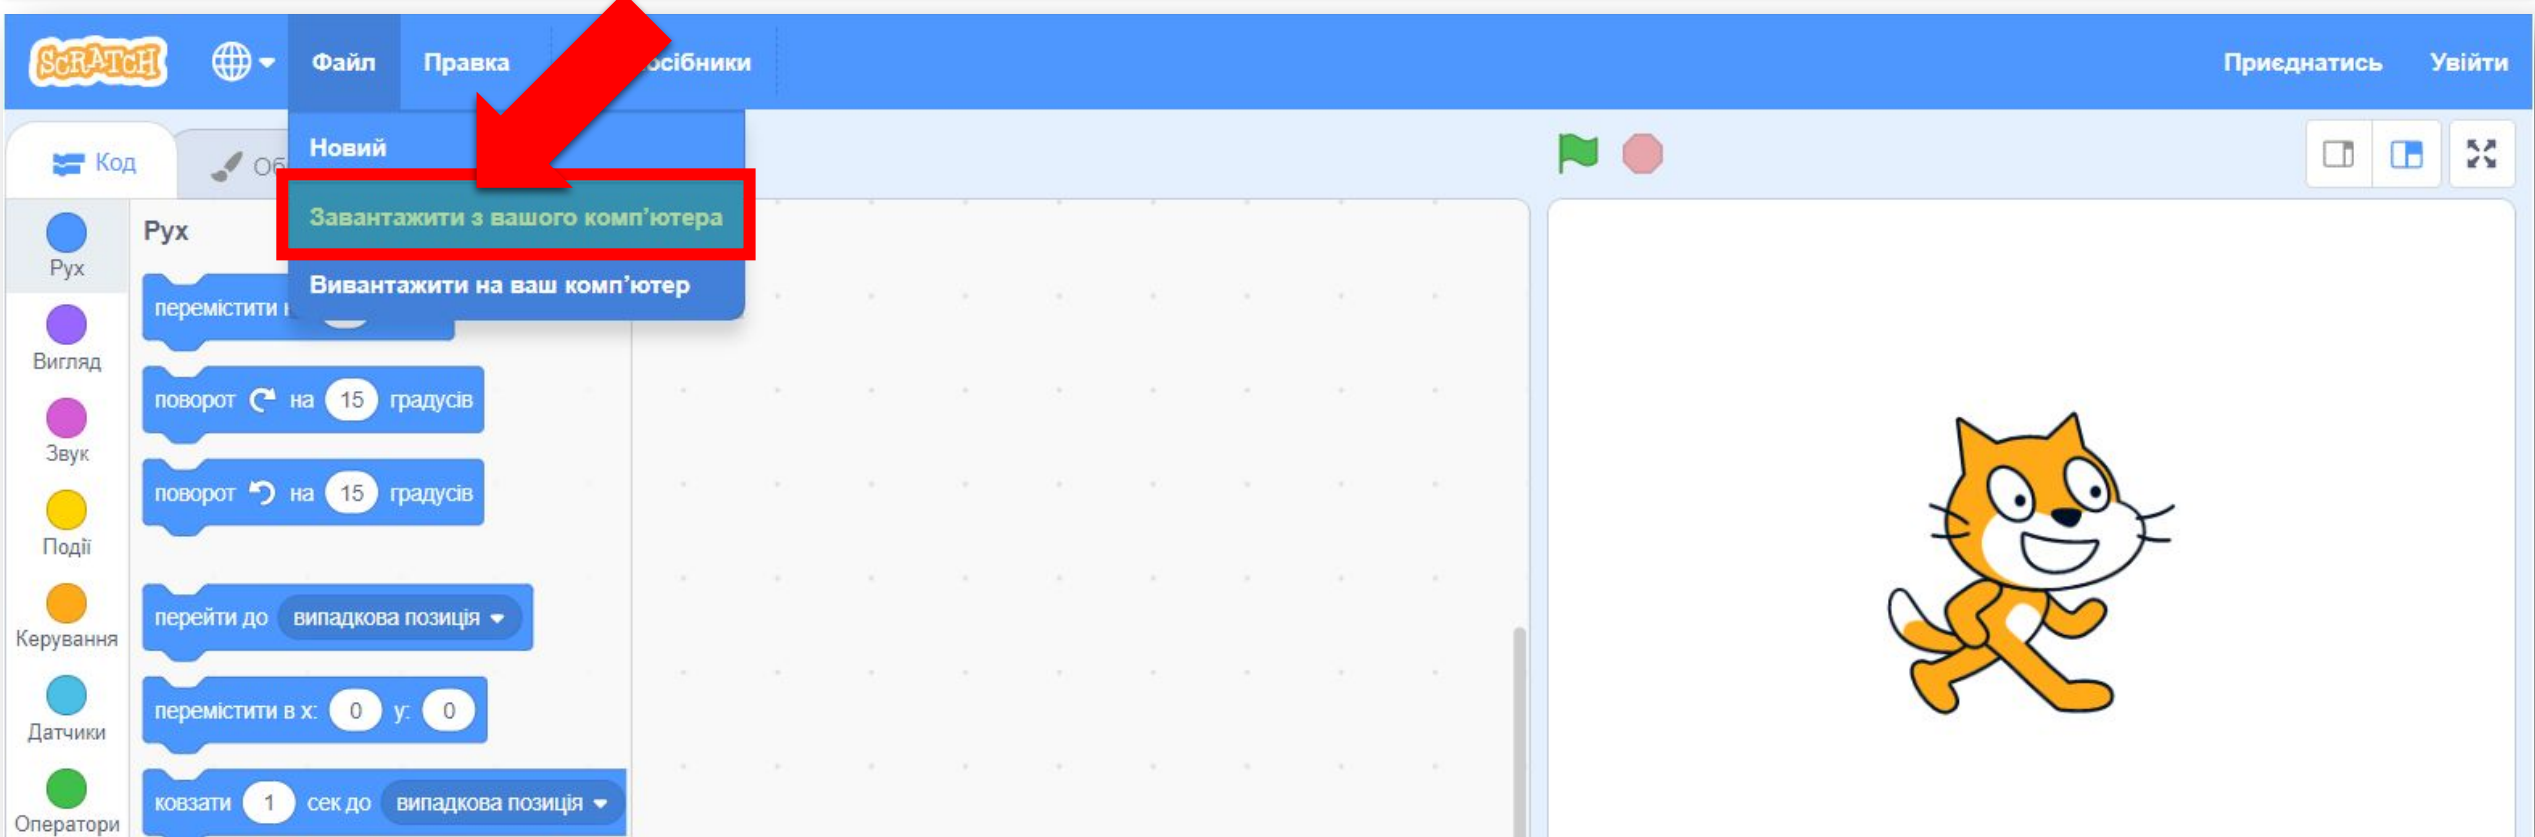 SCRATCH
Файл
Правка
осібники
Приєднатись
Увійти
Код
Об
Новий
Завантажити з вашого комп'ютера
Вивантажити на ваш комп'ютер
Рух
Вигляд
Звук
Події
Керування
Датчики
Оператори
Рух
перемістити
поворот на 15 градусів
поворот на 15 градусів
перейти до випадкова позиція
перемістити в x: 0 y: 0
ковзати 1 сек до випадкова позиція